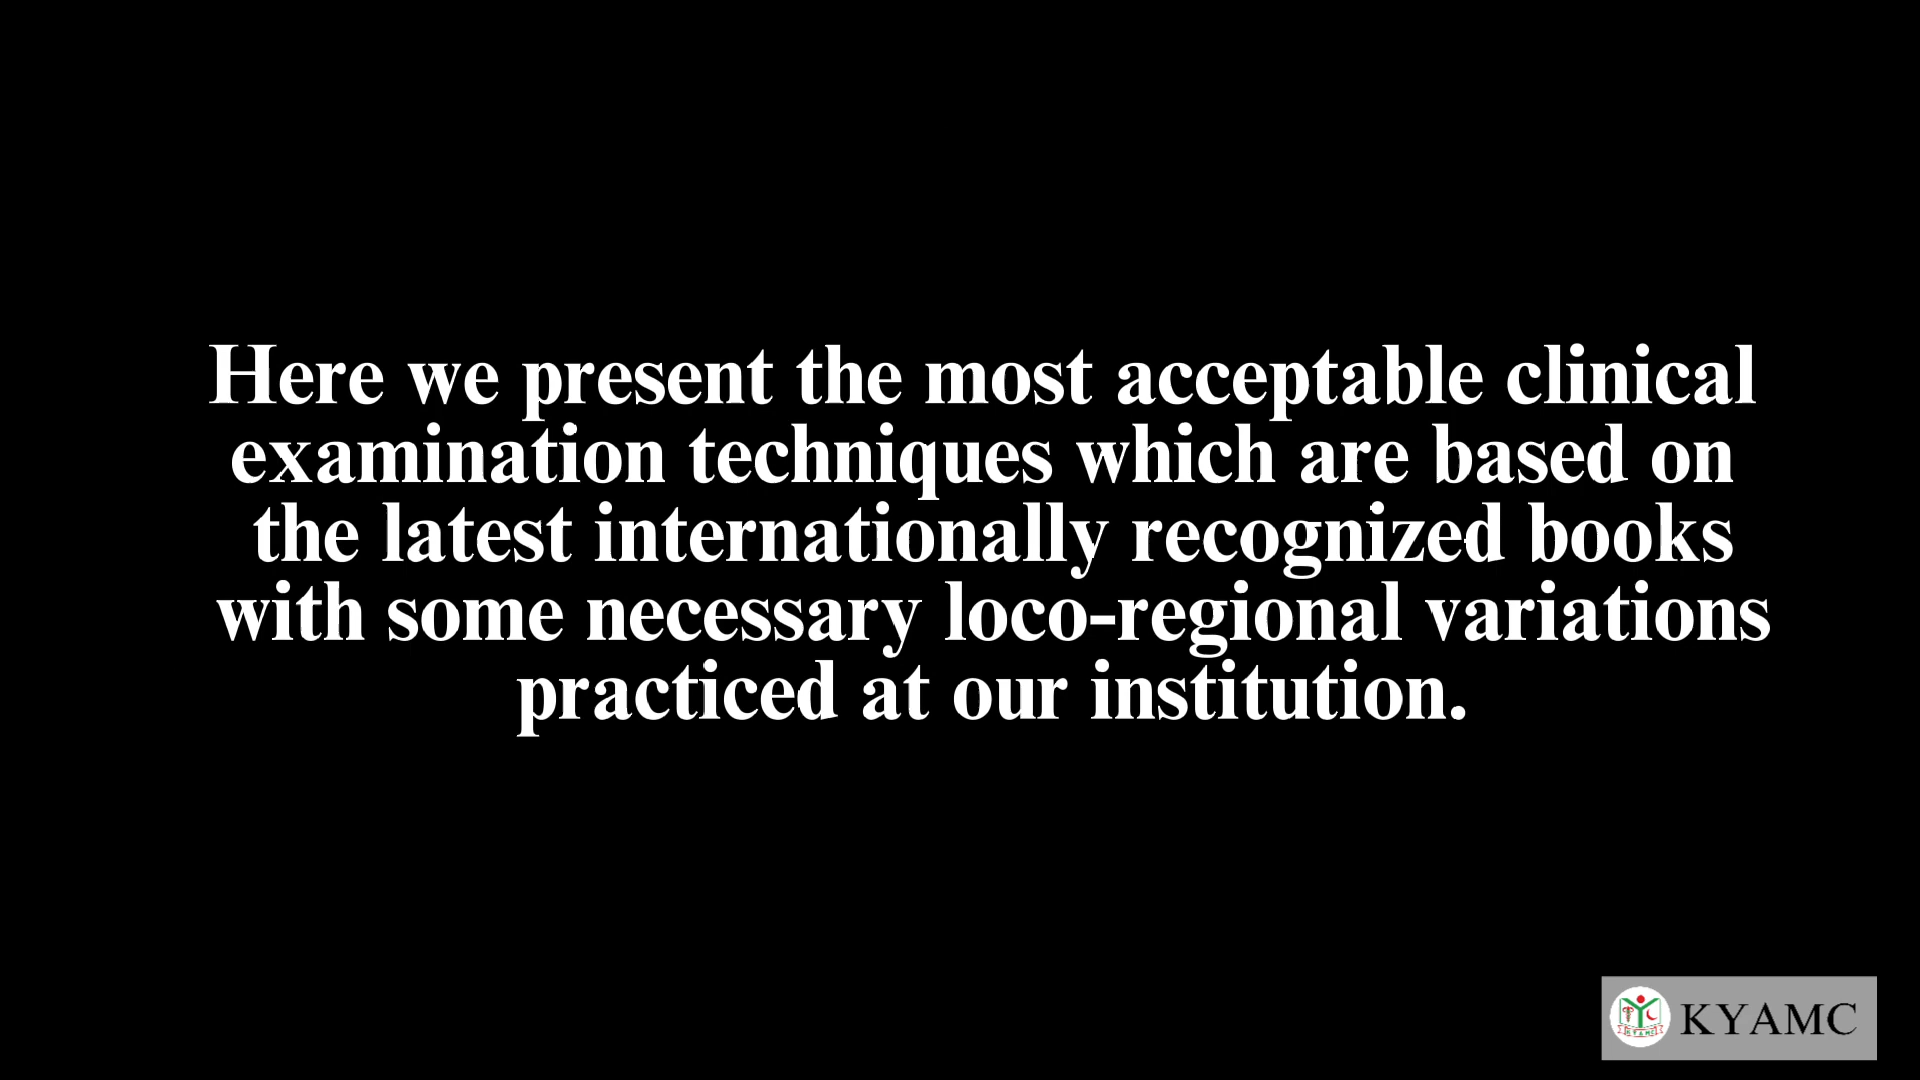 Here we present the most acceptable clinical
examination techniques which are based on
the latest internationally recognized books
with some necessary loco-regional variations
practiced at our institution.
KYAMC